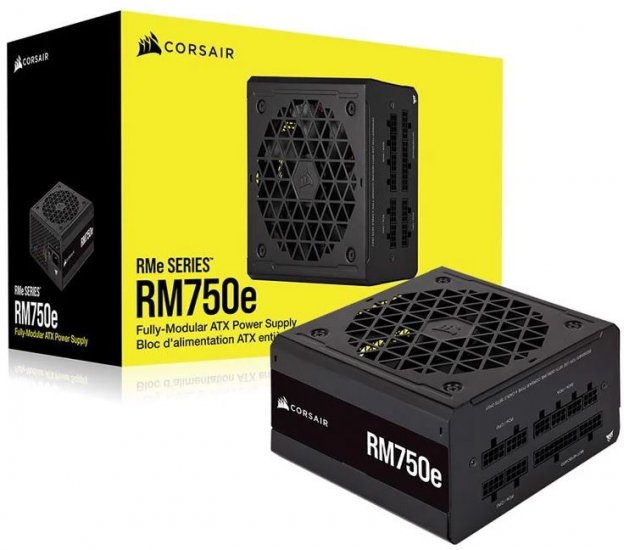 CORSAIR
RMe SERIES™
RM750e
Fully-Modular ATX Power Supply
CORSAIR
RMe SERIES™
RM750e
Fully-Modular ATX Power Supply
Bloc d'alimentation ATX enti
CORSAIR
RM750e